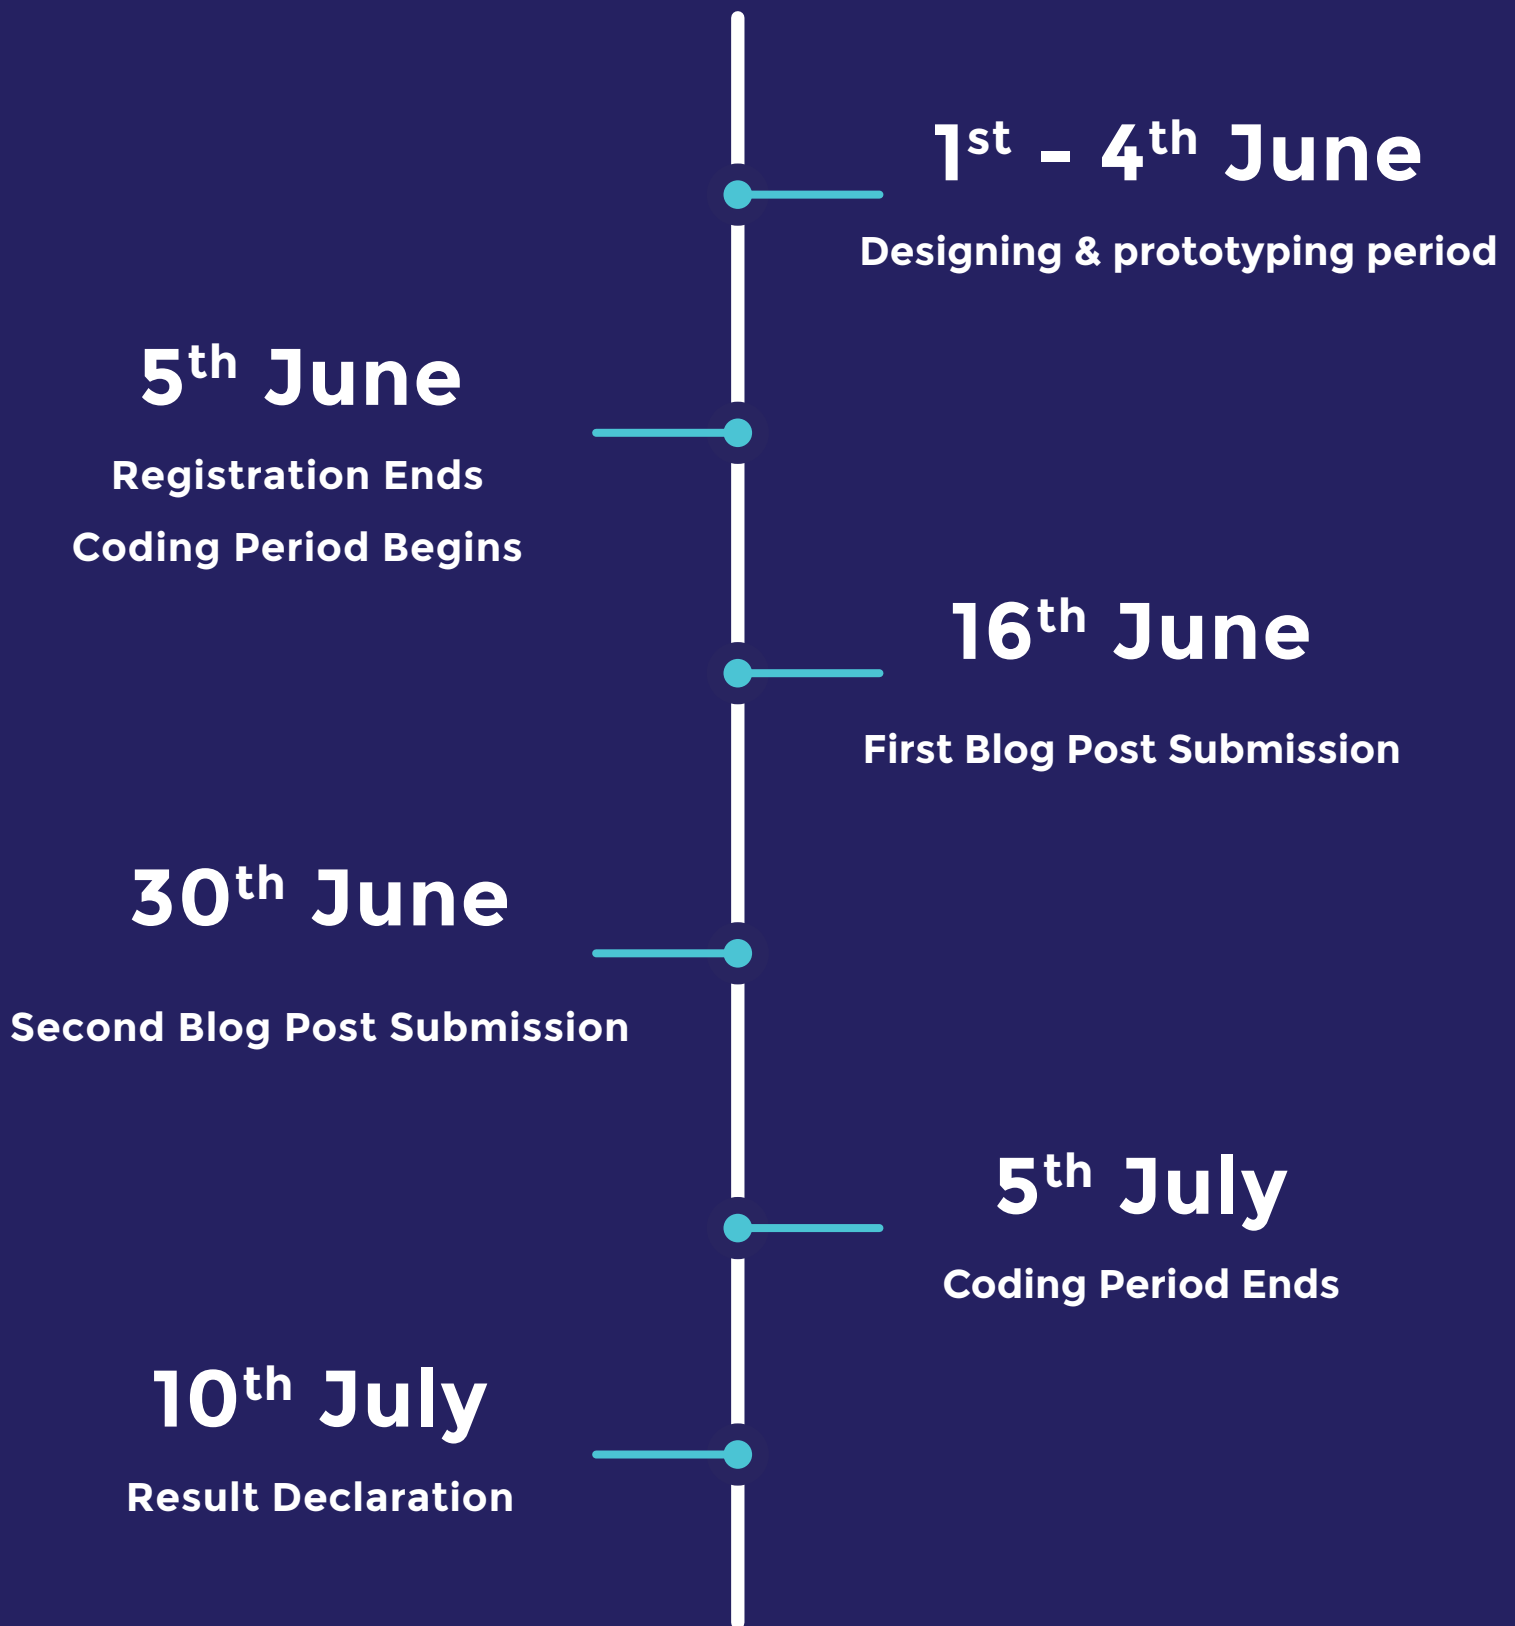 1st - 4th June
Designing & prototyping period
5th June
Registration Ends
Coding Period Begins
16th June
First Blog Post Submission
30th June
Second Blog Post Submission
5th July
Coding Period Ends
10th July
Result Declaration